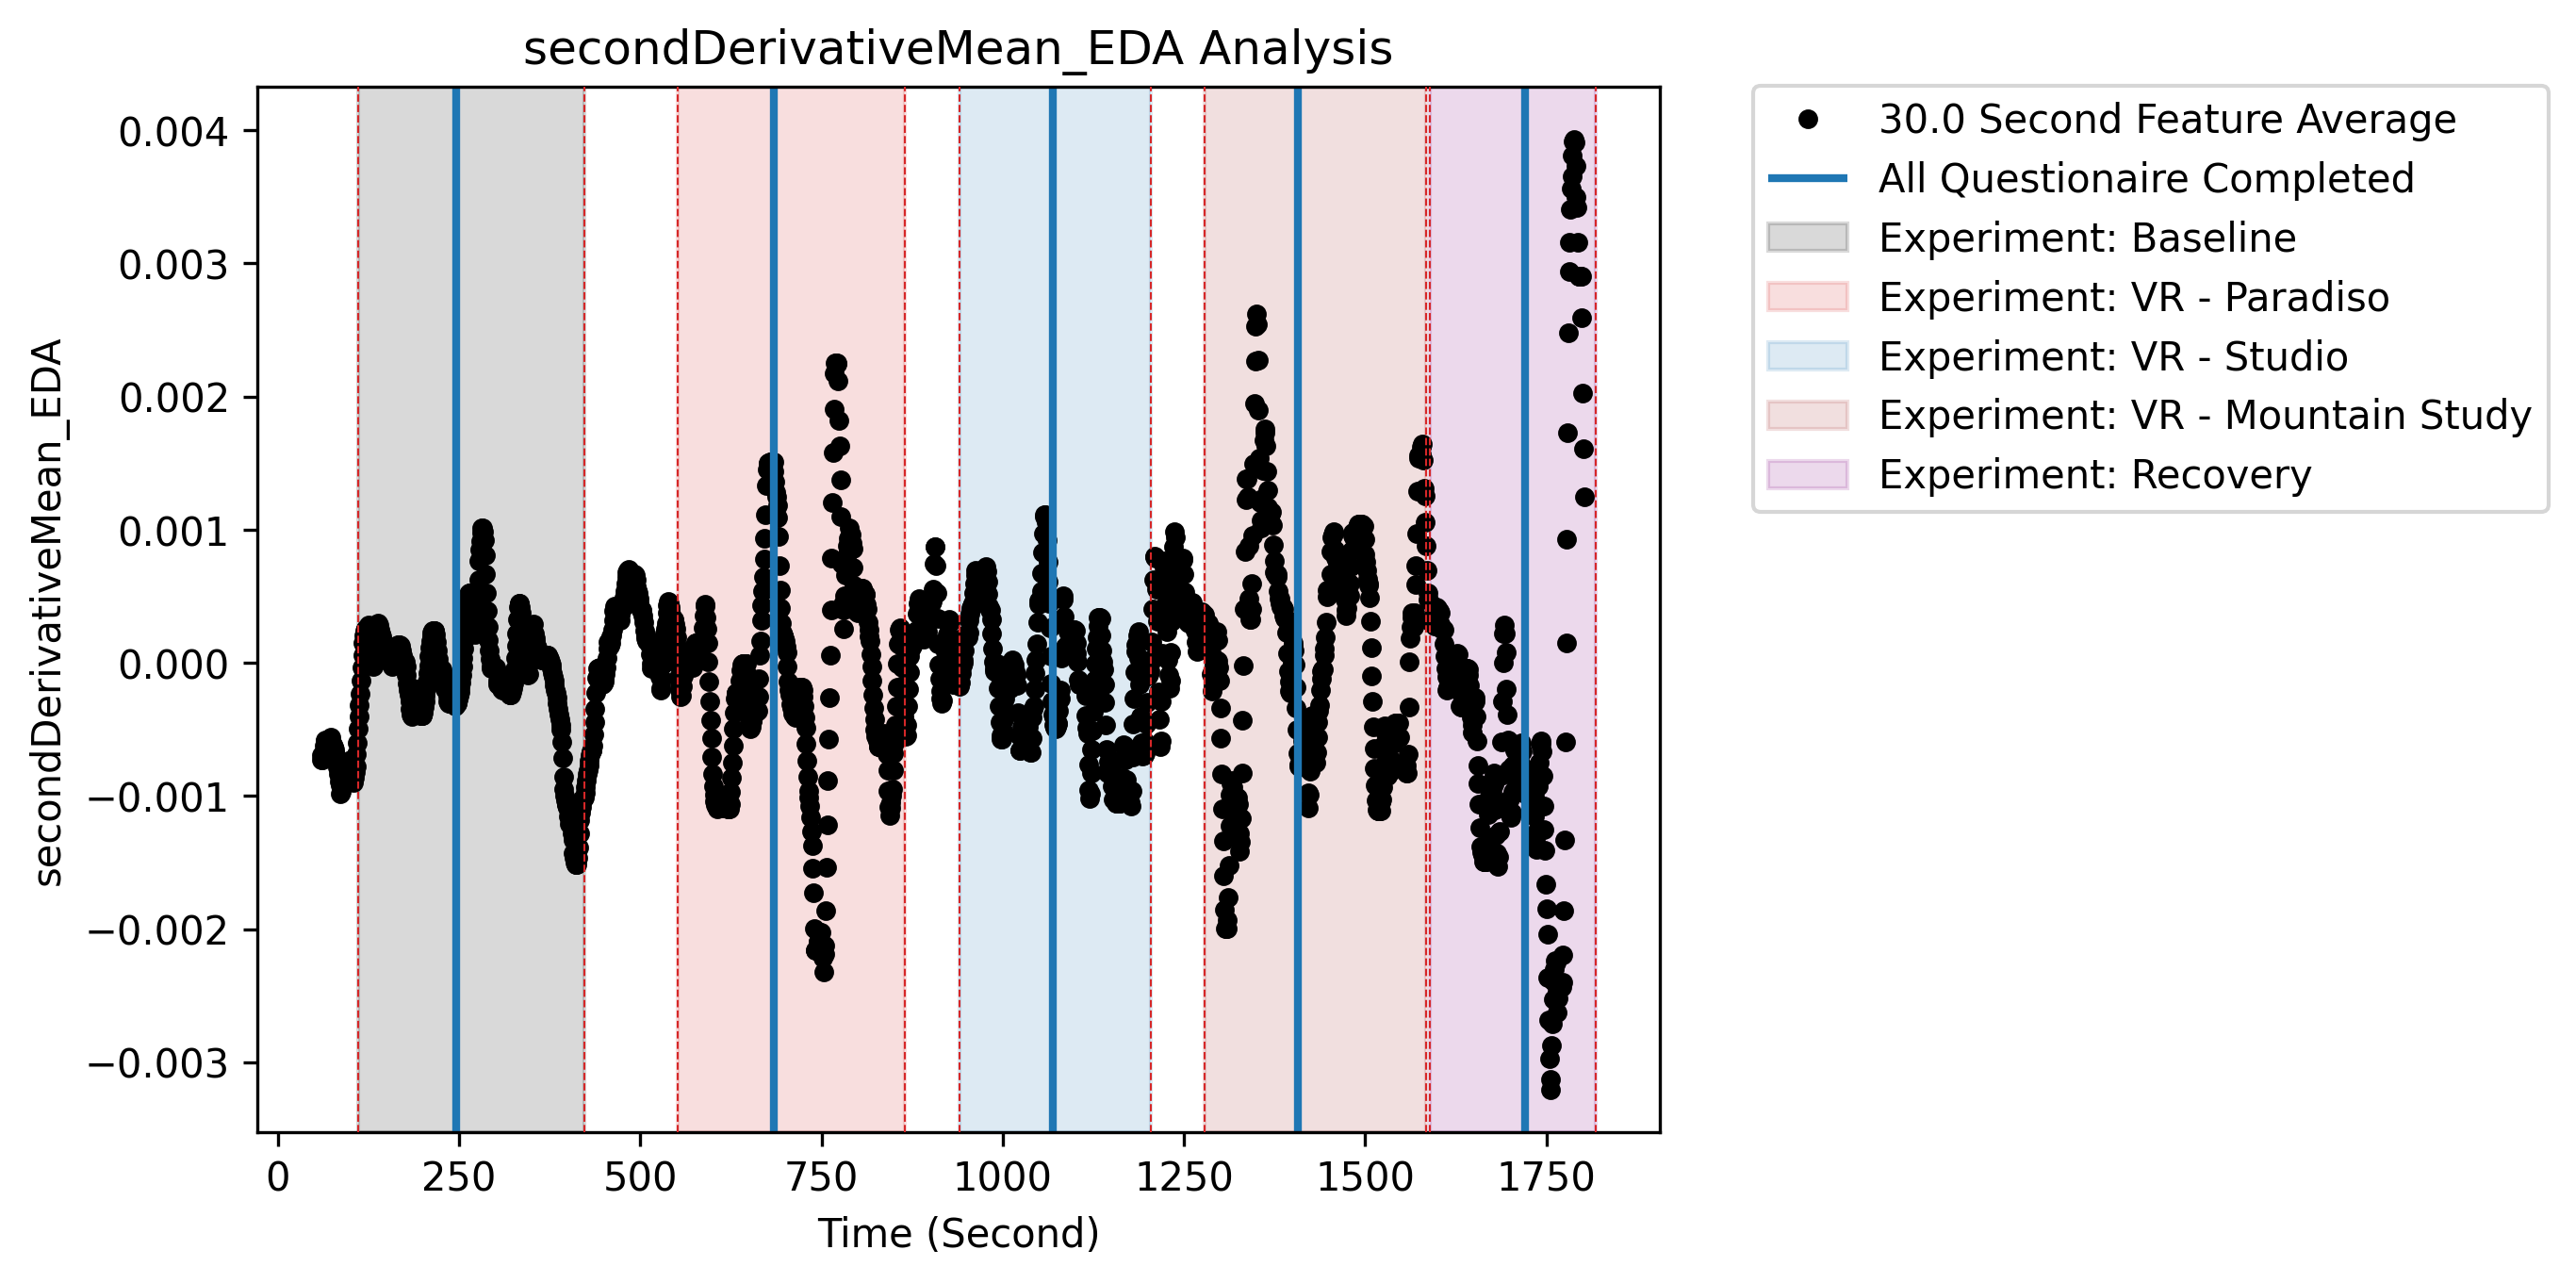 secondDerivativeMean_EDA Analysis
secondDerivativeMean_EDA
0.004
0.003
0.002
0.001
0.000
−0.001
−0.002
−0.003
0 250 500 750 1000 1250 1500 1750
Time (Second)
30.0 Second Feature Average
All Questionaire Completed
Experiment: Baseline
Experiment: VR - Paradiso
Experiment: VR - Studio
Experiment: VR - Mountain Study
Experiment: Recovery